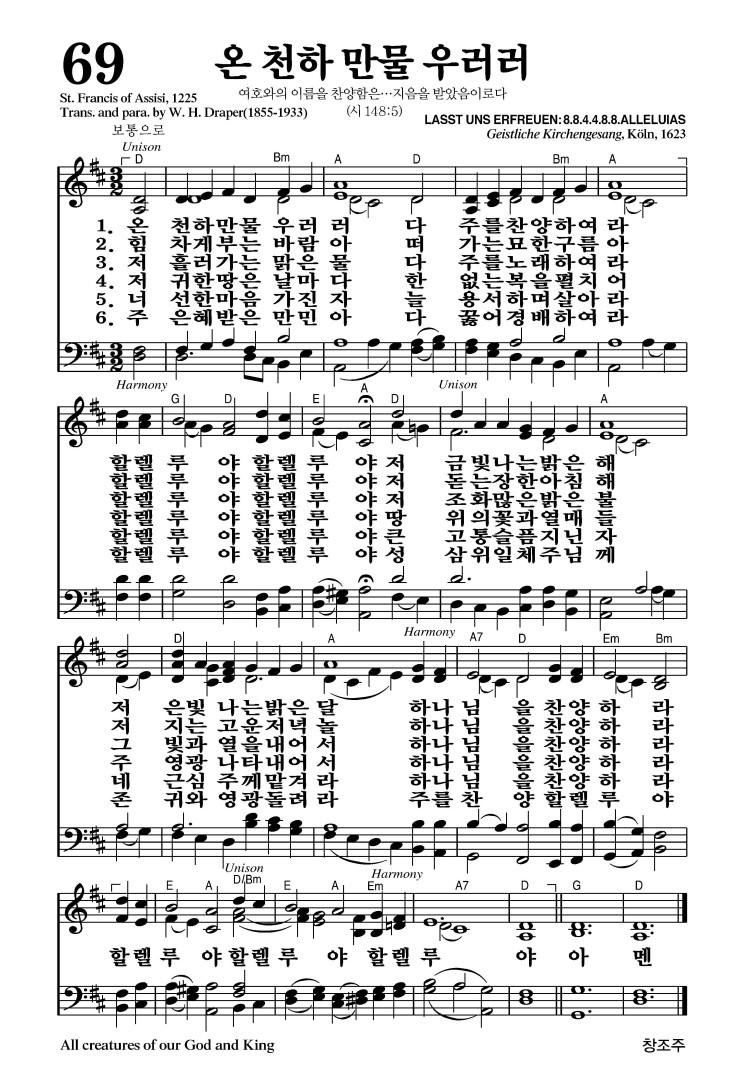 69
온 천하 만물 우러러
St. Francis of Assisi, 1225
Trans. and para. by W. H. Draper(1855-1933)
여호와의 이름을 찬양함은…지음을 받았음이로다
(시 148:5)
LASST UNS ERFREUEN: 8.8.4.4.8.8.ALLELUIAS
Geistliche Kirchengesang, Köln, 1623
보통으로
Unison
D Bm A D Bm A
1. 온 천하만물 우러러 다 주를찬양하여라
2. 힘 차게부는 바람아 떠 가는묘한구름아
3. 저 흘러가는 맑은물 다 주를노래하여라
4. 저 귀한땅은 날마다 한 없는복을펼치어
5. 너 선한마음 가진자 늘 용서하며살아라
6. 주 은혜받은 만민아 다 꿇어경배하여라
Harmony Unison
G D E A D A
할렐루야 할렐루야 저 금빛나는밝은해
할렐루야 할렐루야 저 돋는장한아침해
할렐루야 할렐루야 저 조화많은밝은불
할렐루야 할렐루야 땅 위의꽃과열매들
할렐루야 할렐루야 큰 고통슬픔지닌자
할렐루야 할렐루야 성 삼위일체주님께
Harmony
D A A7 D Em Bm
저 은빛 나는밝은달 하나님을찬양하라
저 지는 고운저녁놀 하나님을찬양하라
그 빛과 열을내어서 하나님을찬양하라
주 영광 나타내어서 하나님을찬양하라
네 근심 주께맡겨라 하나님을찬양하라
존 귀와 영광돌려라 주를찬양할렐루야
Unison Harmony
E A D/Bm E A Em A7 D G D
할렐루야할렐루야 할렐루야 아멘
All creatures of our God and King
창조주